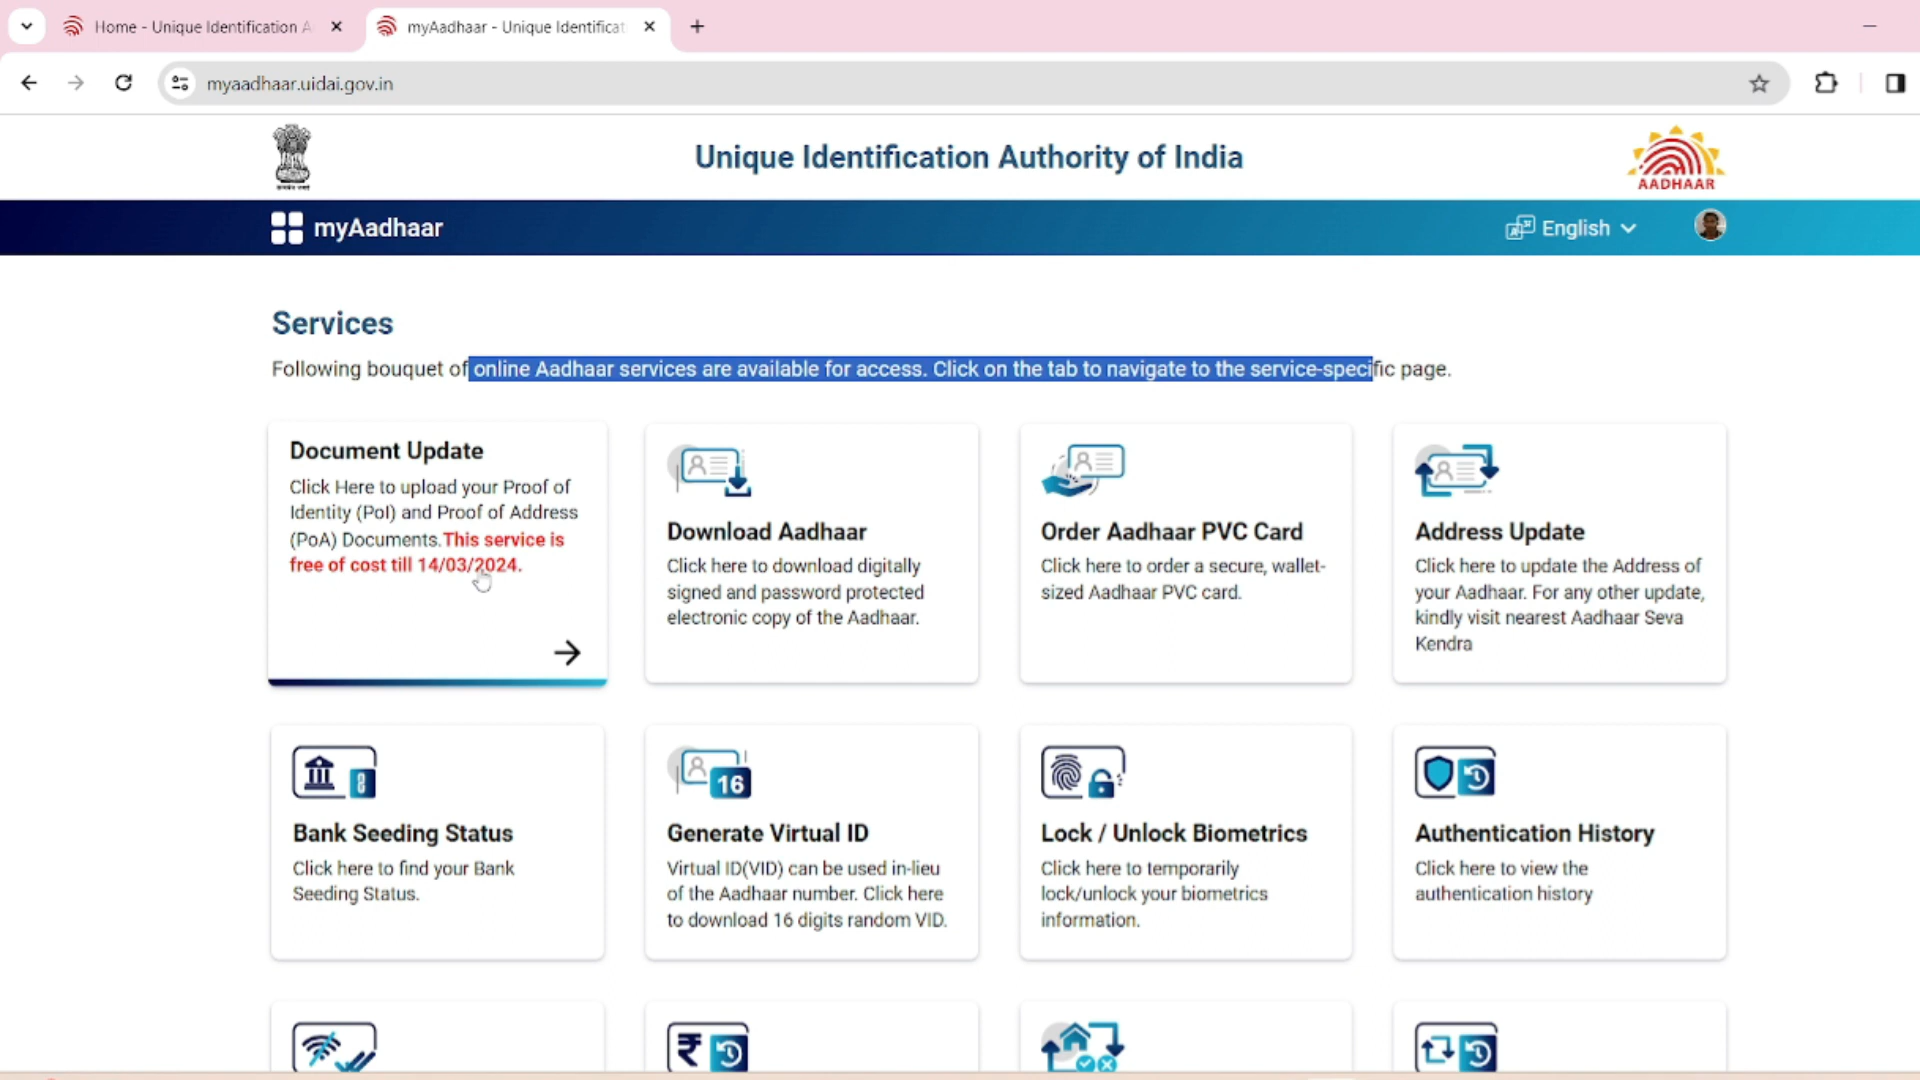 Home - Unique Identification A
myAadhaar - Unique Identificat
myaadhaar.uidai.gov.in
Unique Identification Authority of India
AADHAAR
myAadhaar
English
Services
Following bouquet of online Aadhaar services are available for access. Click on the tab to navigate to the service-specific page.
Document Update
Click Here to upload your Proof of
Identity (PoI) and Proof of Address
(PoA) Documents.This service is
free of cost till 14/03/2024.
Download Aadhaar
Click here to download digitally
signed and password protected
electronic copy of the Aadhaar.
Order Aadhaar PVC Card
Click here to order a secure, wallet-
sized Aadhaar PVC card.
Address Update
Click here to update the Address of
your Aadhaar. For any other update,
kindly visit nearest Aadhaar Seva
Kendra
Bank Seeding Status
Click here to find your Bank
Seeding Status.
16
Generate Virtual ID
Virtual ID(VID) can be used in-lieu
of the Aadhaar number. Click here
to download 16 digits random VID.
Lock / Unlock Biometrics
Click here to temporarily
lock/unlock your biometrics
information.
Authentication History
Click here to view the
authentication history
₹